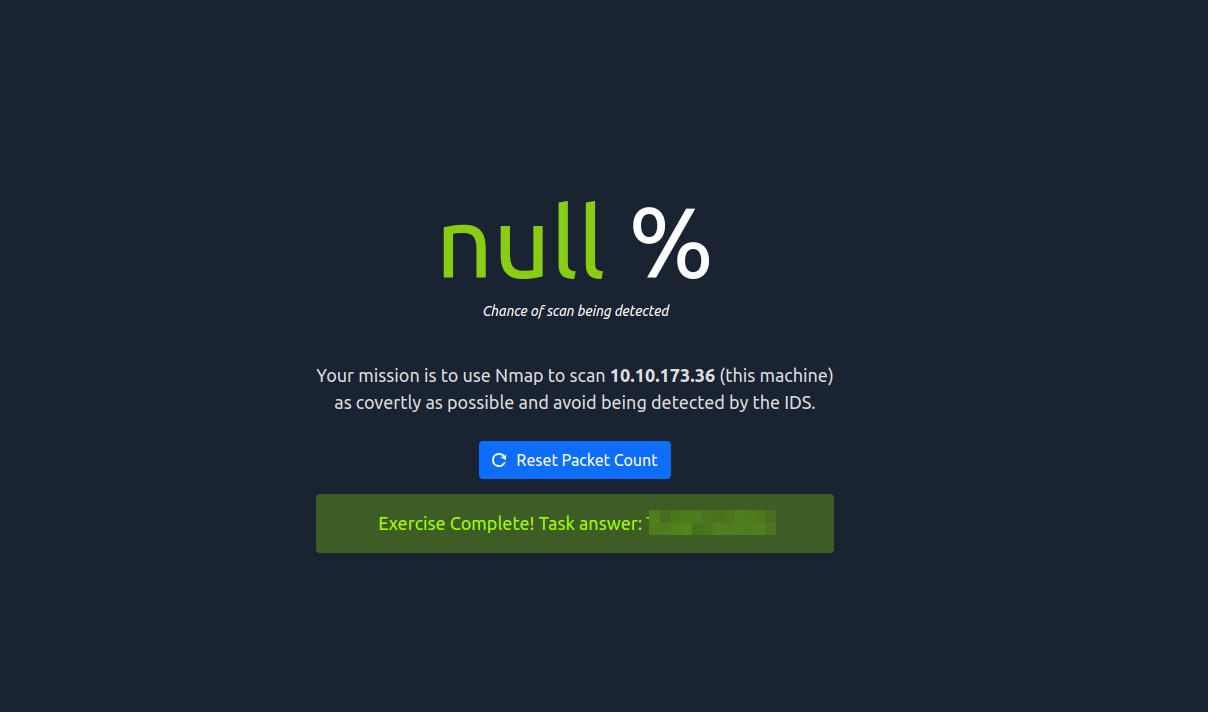 null %
Chance of scan being detected
Your mission is to use Nmap to scan 10.10.173.36 (this machine)
as covertly as possible and avoid being detected by the IDS.
Reset Packet Count
Exercise Complete! Task answer: